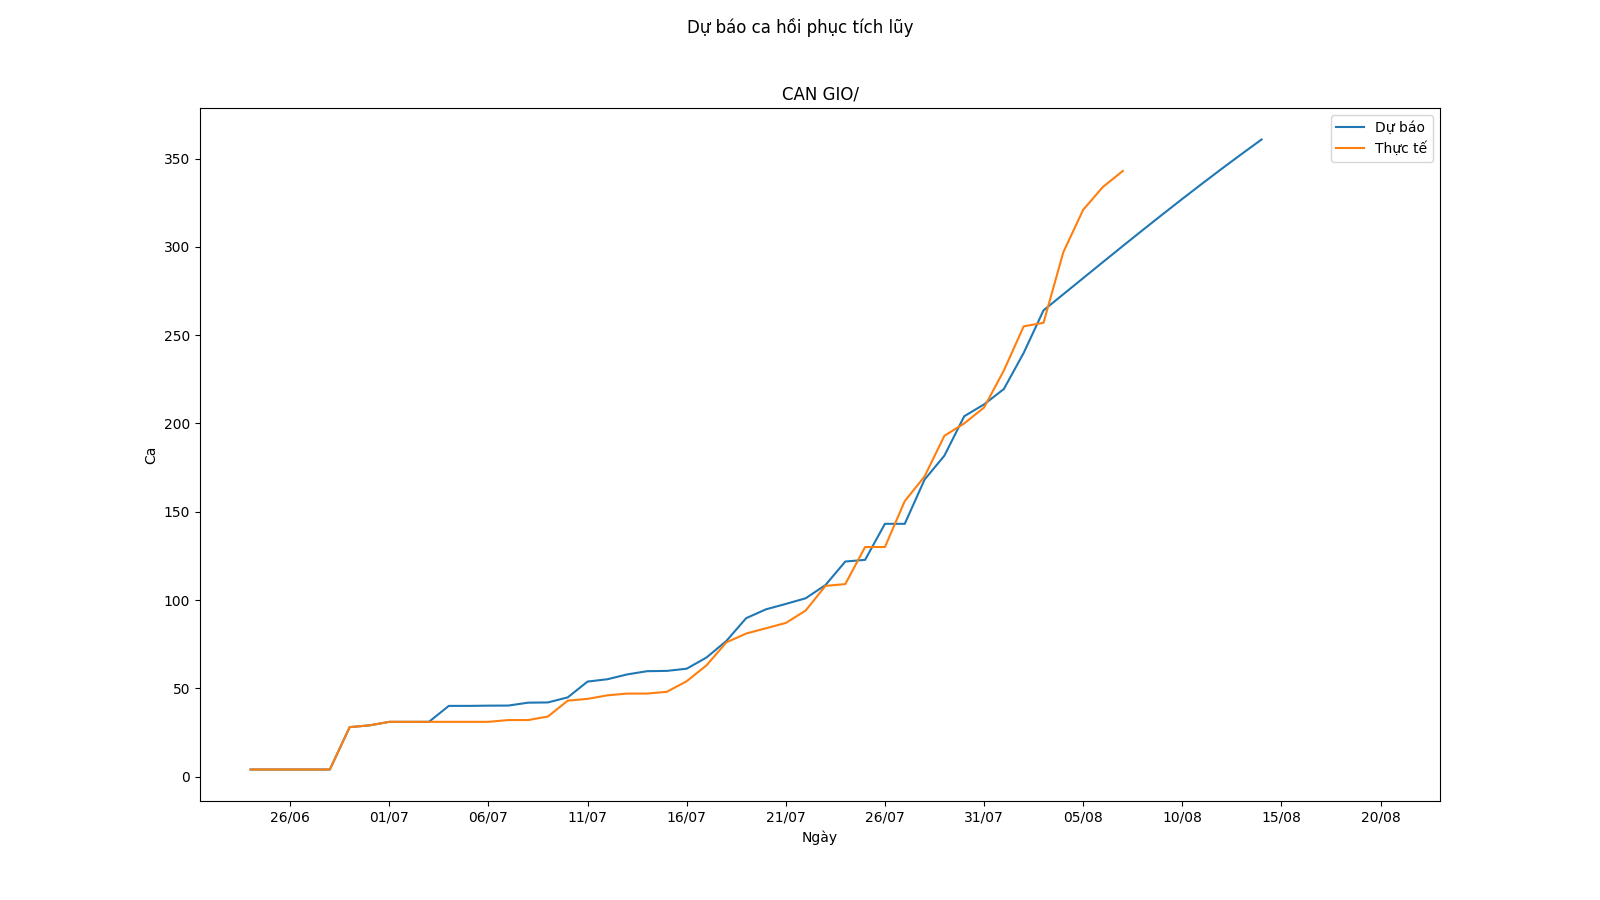 Dự báo ca hồi phục tích lũy
CAN GIO/
Dự báo
Thực tế
350
300
250
200
150
100
50
0
Ca
26/06 01/07 06/07 11/07 16/07 21/07 26/07 31/07 05/08 10/08 15/08 20/08
Ngày